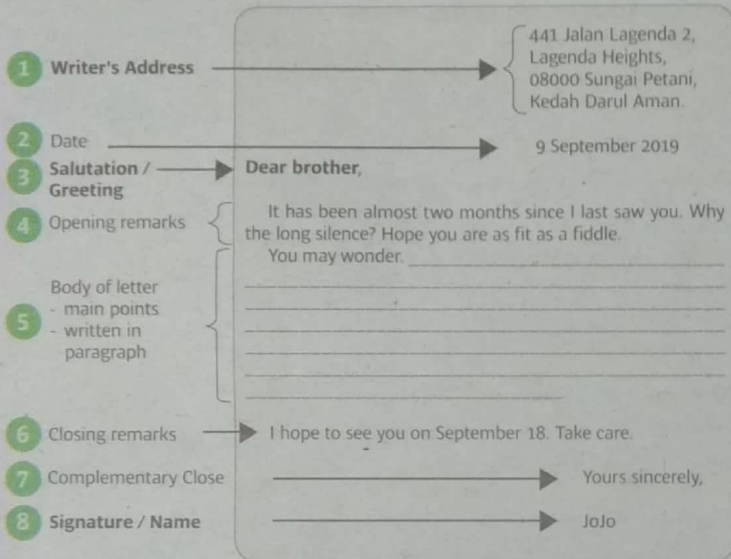 441 Jalan Lagenda 2,
Lagenda Heights,
08000 Sungai Petani,
Kedah Darul Aman.
1 Writer's Address
2 Date
9 September 2019
3 Salutation /
Greeting
Dear brother,
4 Opening remarks
It has been almost two months since I last saw you. Why
the long silence? Hope you are as fit as a fiddle.
You may wonder.
5 Body of letter
- main points
- written in
paragraph
6 Closing remarks
I hope to see you on September 18. Take care.
7 Complementary Close
Yours sincerely,
8 Signature / Name
JoJo